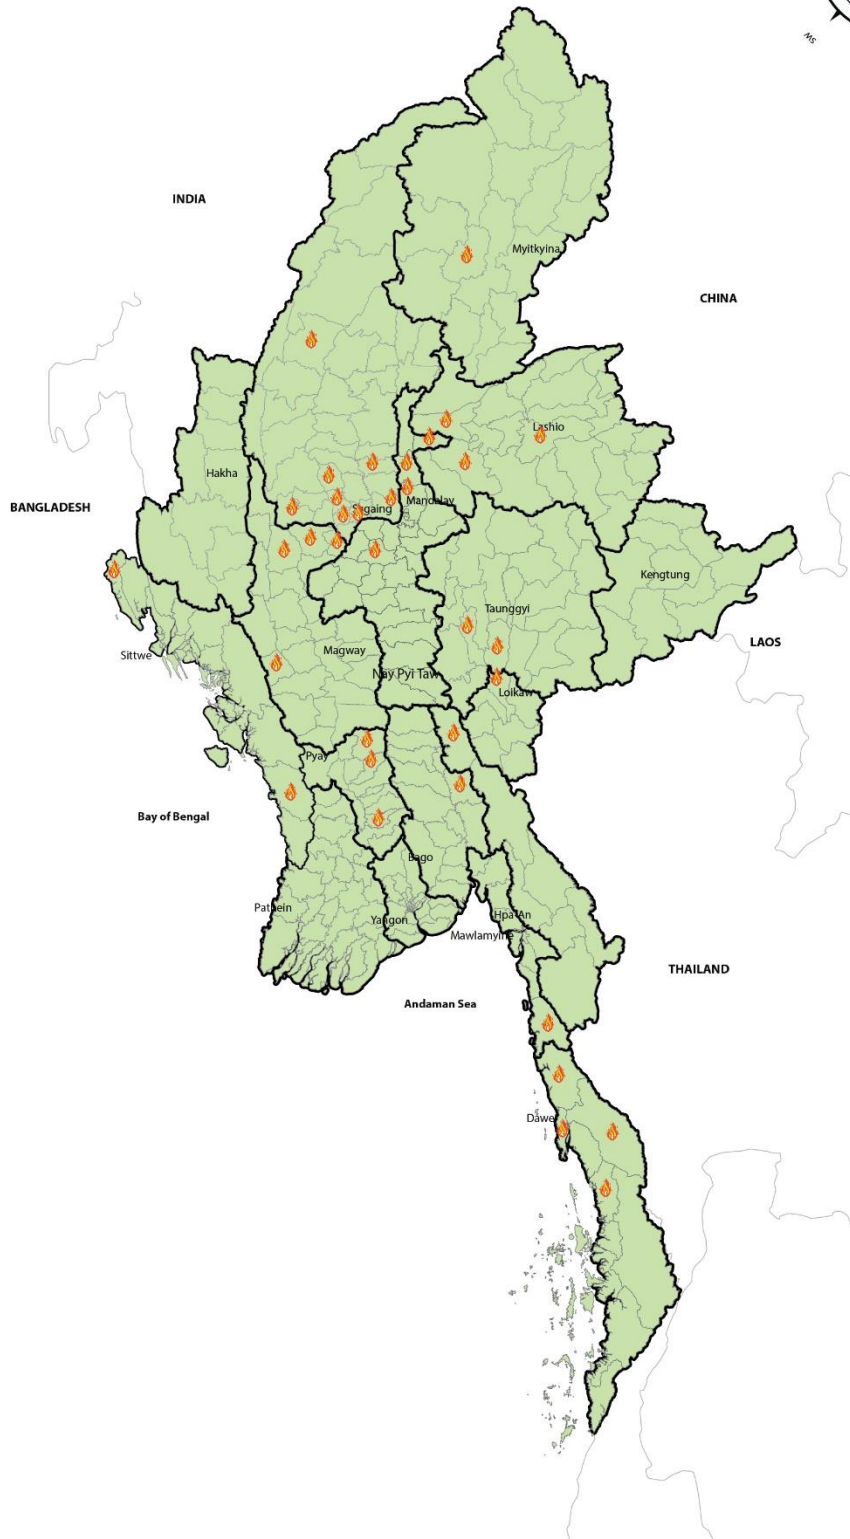 SW
INDIA
Myitkyina
CHINA
Lashio
Hakha
Mandalay
BANGLADESH
Sagaing
Kengtung
Taunggyi
LAOS
Magway
Sittwe
Nay Pyi Taw
Loikaw
Pyay
Bay of Bengal
Bago
Pathein
Hpa-An
Yangon
Mawlamyine
THAILAND
Andaman Sea
Dawei